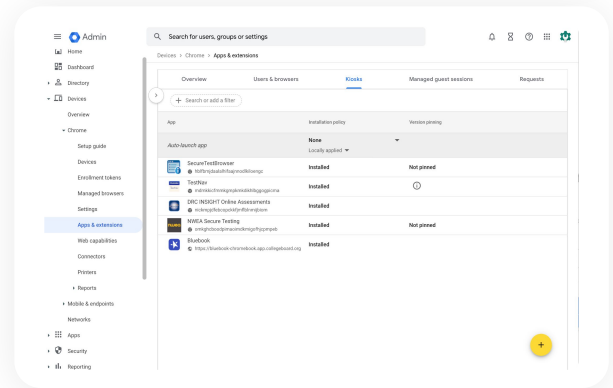 Admin
Search for users, groups or settings
Home
Dashboard
Directory
Devices
Overview
Chrome
Setup guide
Devices
Enrollment tokens
Managed browsers
Settings
Apps & extensions
Web capabilities
Connectors
Printers
Reports
Mobile & endpoints
Networks
Apps
Security
Reporting
Devices > Chrome > Apps & extensions
Overview Users & browsers Kiosks Managed guest sessions Requests
+ Search or add a filter
App Installation policy Version pinning
Auto-launch app None
Locally applied
SecureTestBrowser Installed Not pinned
TestNav Installed
DRC INSIGHT Online Assessments Installed
NWEA Secure Testing Installed Not pinned
Bluebook Installed
https://bluebook-chromebook.app.collegeboard.org